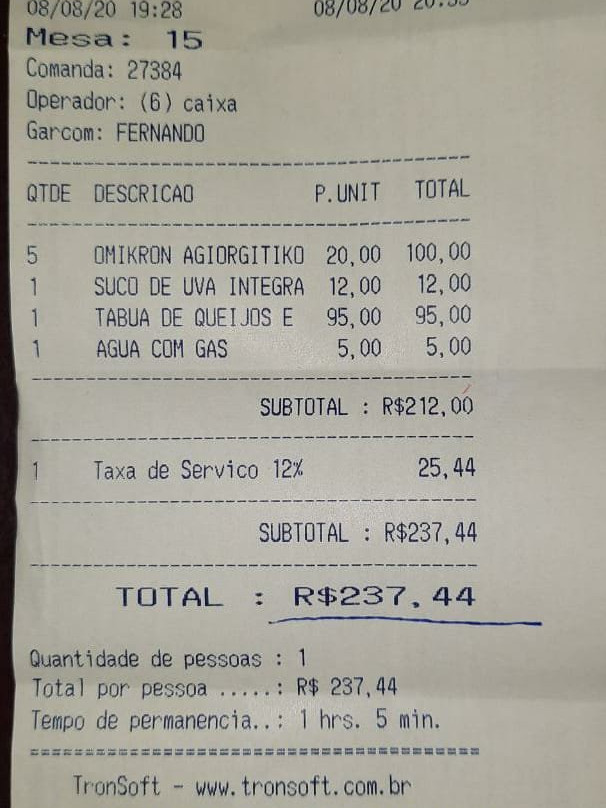 08/08/20 19:28 08/08/20
Mesa: 15
Comanda: 27384
Operador: (6) caixa
Garcom: FERNANDO
QTDE DESCRICAO P.UNIT TOTAL
5 OMIKRON AGIORGITIKO 20,00 100,00
1 SUCO DE UVA INTEGRA 12,00 12,00
1 TABUA DE QUEIJOS E 95,00 95,00
1 AGUA COM GAS 5,00 5,00
SUBTOTAL : R$212,00
1 Taxa de Servico 12% 25,44
SUBTOTAL : R$237,44
TOTAL : R$237,44
Quantidade de pessoas : 1
Total por pessoa .....: R$ 237,44
Tempo de permanencia..: 1 hrs. 5 min.
TronSoft - www.tronsoft.com.br